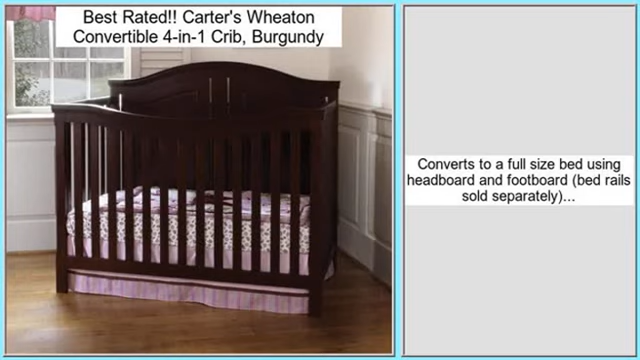 Best Rated!! Carter's Wheaton
Convertible 4-in-1 Crib, Burgundy
Converts to a full size bed using
headboard and footboard (bed rails
sold separately)...